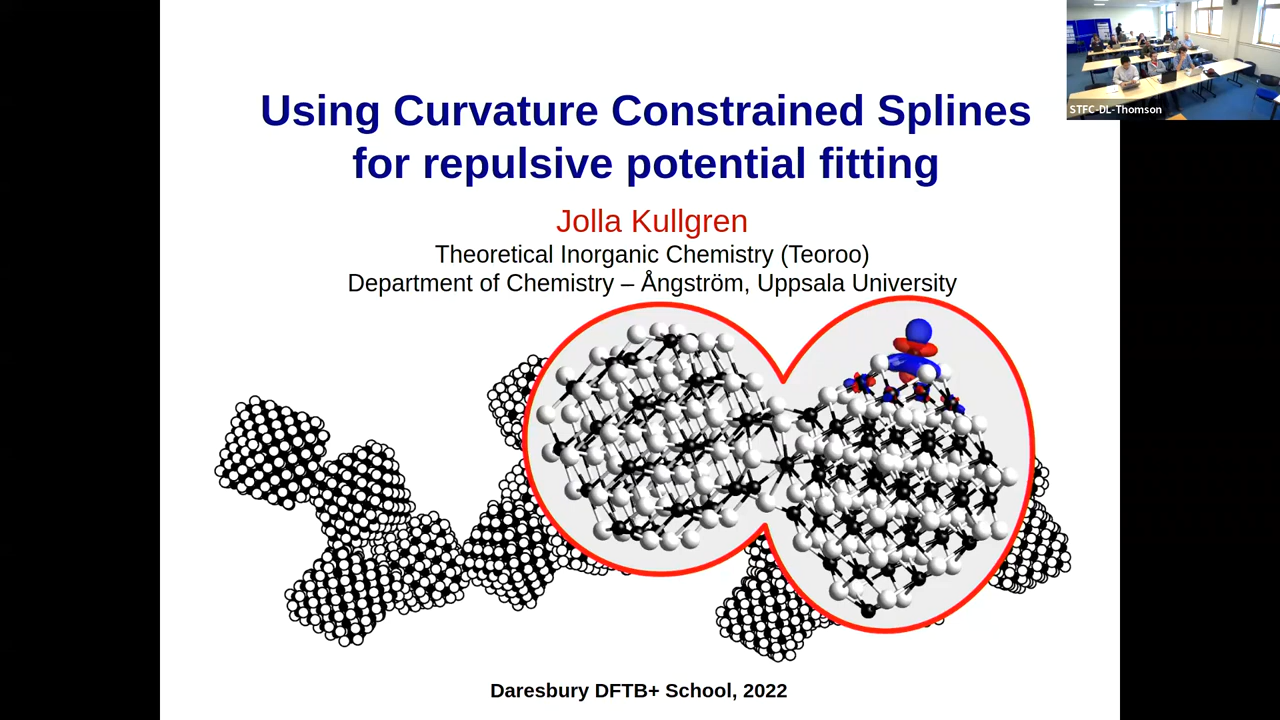 Using Curvature Constrained Splines
for repulsive potential fitting
Jolla Kullgren
Theoretical Inorganic Chemistry (Teoroo)
Department of Chemistry – Ångström, Uppsala University
Daresbury DFTB+ School, 2022
STFC-DL-Thomson